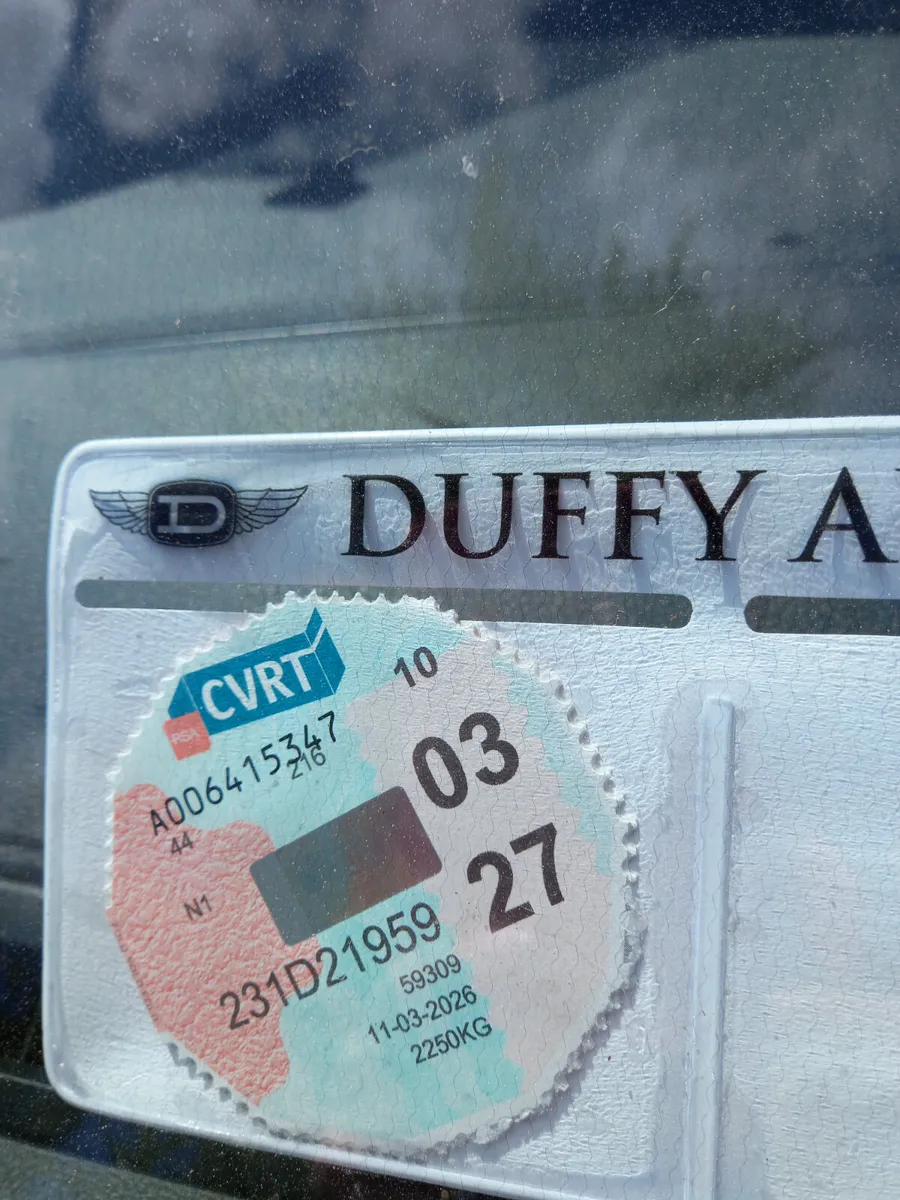 D
DUFFY A
CVRT
RSA
10
A006415347
Z16
03
44
27
N1
231D21959
59309
11-03-2026
2250KG